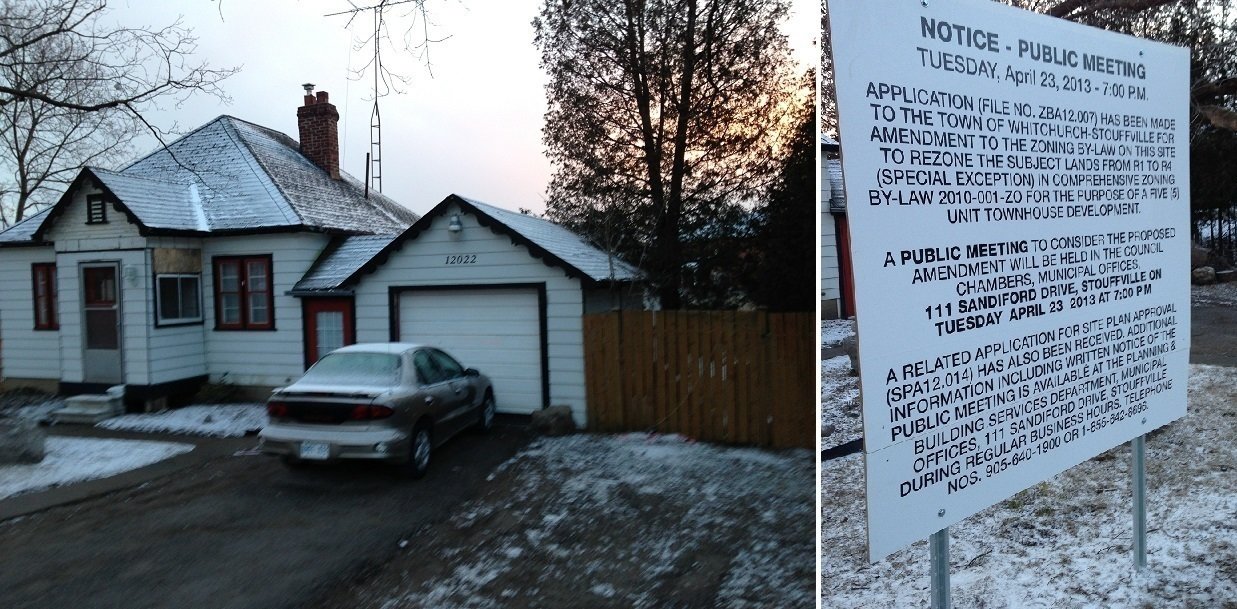 12022
NOTICE - PUBLIC MEETING
TUESDAY, April 23, 2013 - 7:00 P.M.
APPLICATION (FILE NO. ZBA12.007) HAS BEEN MADE
TO THE TOWN OF WHITCHURCH-STOUFFVILLE FOR
AMENDMENT TO THE ZONING BY-LAW ON THIS SITE
TO REZONE THE SUBJECT LANDS FROM R1 TO R4
(SPECIAL EXCEPTION) IN COMPREHENSIVE ZONING
BY-LAW 2010-001-ZO FOR THE PURPOSE OF A FIVE (5)
UNIT TOWNHOUSE DEVELOPMENT.
A PUBLIC MEETING TO CONSIDER THE PROPOSED
AMENDMENT WILL BE HELD IN THE COUNCIL
CHAMBERS, MUNICIPAL OFFICES,
111 SANDIFORD DRIVE, STOUFFVILLE ON
TUESDAY APRIL 23 2013 AT 7:00 PM
A RELATED APPLICATION FOR SITE PLAN APPROVAL
(SPA12.014) HAS ALSO BEEN RECEIVED. ADDITIONAL
INFORMATION INCLUDING WRITTEN NOTICE OF THE
PUBLIC MEETING IS AVAILABLE AT THE PLANNING &
BUILDING SERVICES DEPARTMENT, MUNICIPAL
OFFICES, 111 SANDIFORD DRIVE, STOUFFVILLE
DURING REGULAR BUSINESS HOURS. TELEPHONE
NOS. 905-640-1900 OR 1-855-642-6696.